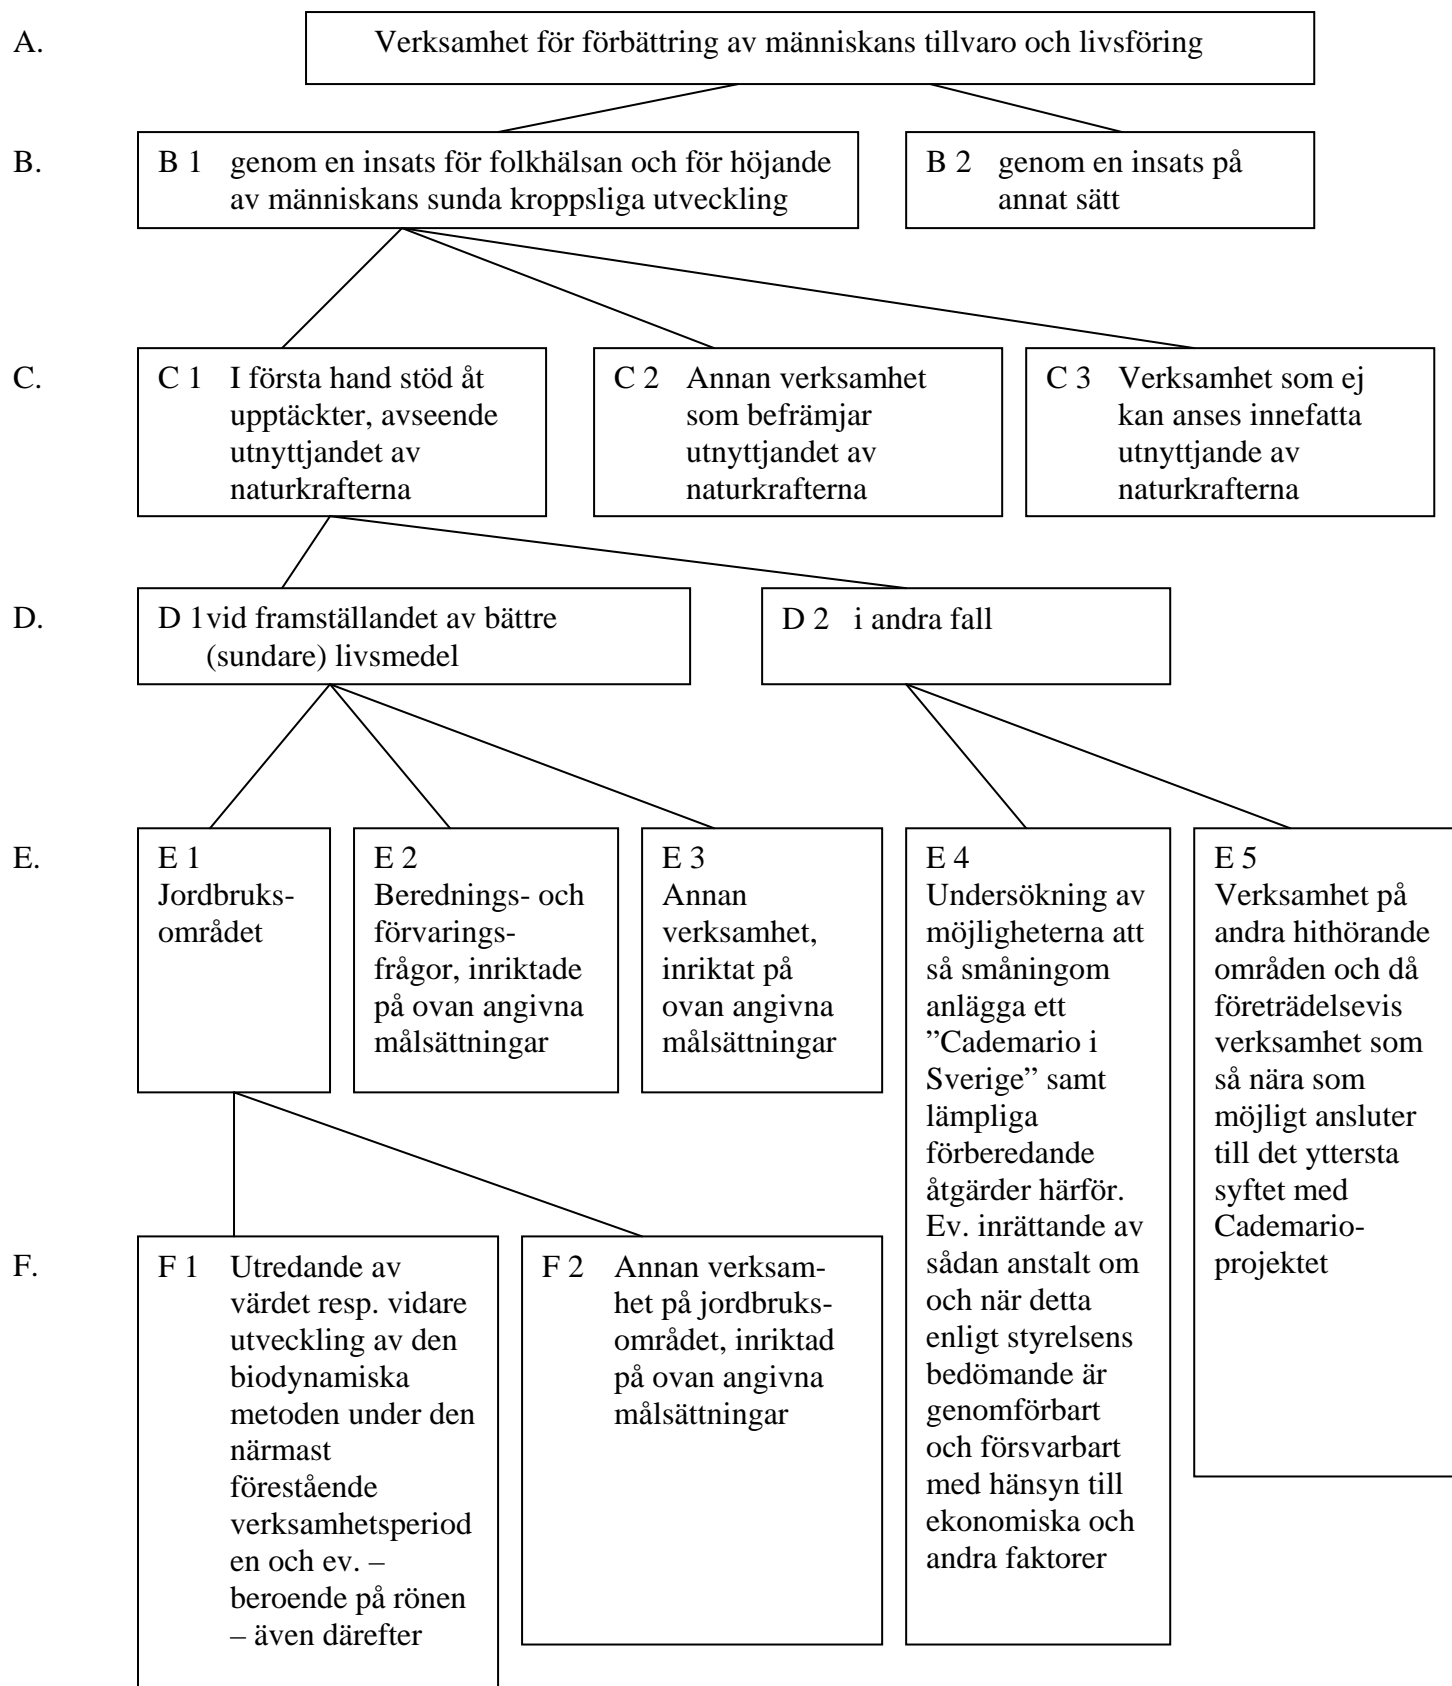 A.
Verksamhet för förbättring av människans tillvaro och livsföring
B.
B 1 genom en insats för folkhälsan och för höjande
av människans sunda kroppsliga utveckling
B 2 genom en insats på
annat sätt
C.
C 1 I första hand stöd åt
upptäckter, avseende
utnyttjandet av
naturkrafterna
C 2 Annan verksamhet
som befrämjar
utnyttjandet av
naturkrafterna
C 3 Verksamhet som ej
kan anses innefatta
utnyttjande av
naturkrafterna
D.
D 1vid framställandet av bättre
(sundare) livsmedel
D 2 i andra fall
E.
E 1
Jordbruks-
området
E 2
Berednings- och
förvarings-
frågor, inriktade
på ovan angivna
målsättningar
E 3
Annan
verksamhet,
inriktat på
ovan angivna
målsättningar
E 4
Undersökning av
möjligheterna att
så småningom
anlägga ett
”Cademario i
Sverige” samt
lämpliga
förberedande
åtgärder härför.
Ev. inrättande av
sådan anstalt om
och när detta
enligt styrelsens
bedömande är
genomförbart
och försvarbart
med hänsyn till
ekonomiska och
andra faktorer
E 5
Verksamhet på
andra hithörande
områden och då
företrädelsevis
verksamhet som
så nära som
möjligt ansluter
till det yttersta
syftet med
Cademario-
projektet
F.
F 1 Utredande av
värdet resp. vidare
utveckling av den
biodynamiska
metoden under den
närmast
förestående
verksamhetsperiod
en och ev. –
beroende på rönen
– även därefter
F 2 Annan verksam-
het på jordbruks-
området, inriktad
på ovan angivna
målsättningar